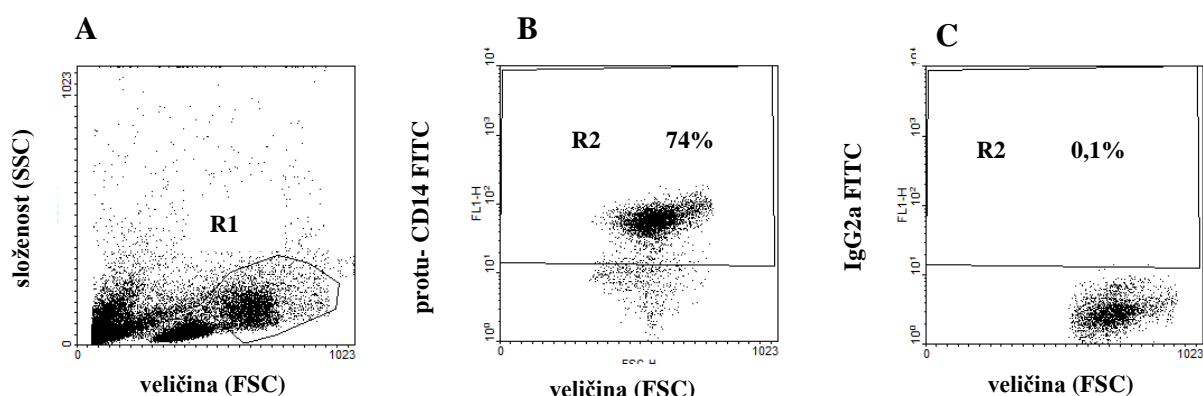 A
složenost (SSC)
1023
0
R1
0
1023
veličina (FSC)
B
protu- CD14 FITC
FL1-H
10⁴
10³
10²
10¹
10⁰
R2 74%
0
1023
FSC-H
veličina (FSC)
C
IgG2a FITC
FL1-H
10⁴
10³
10²
10¹
10⁰
R2 0,1%
0
1023
veličina (FSC)